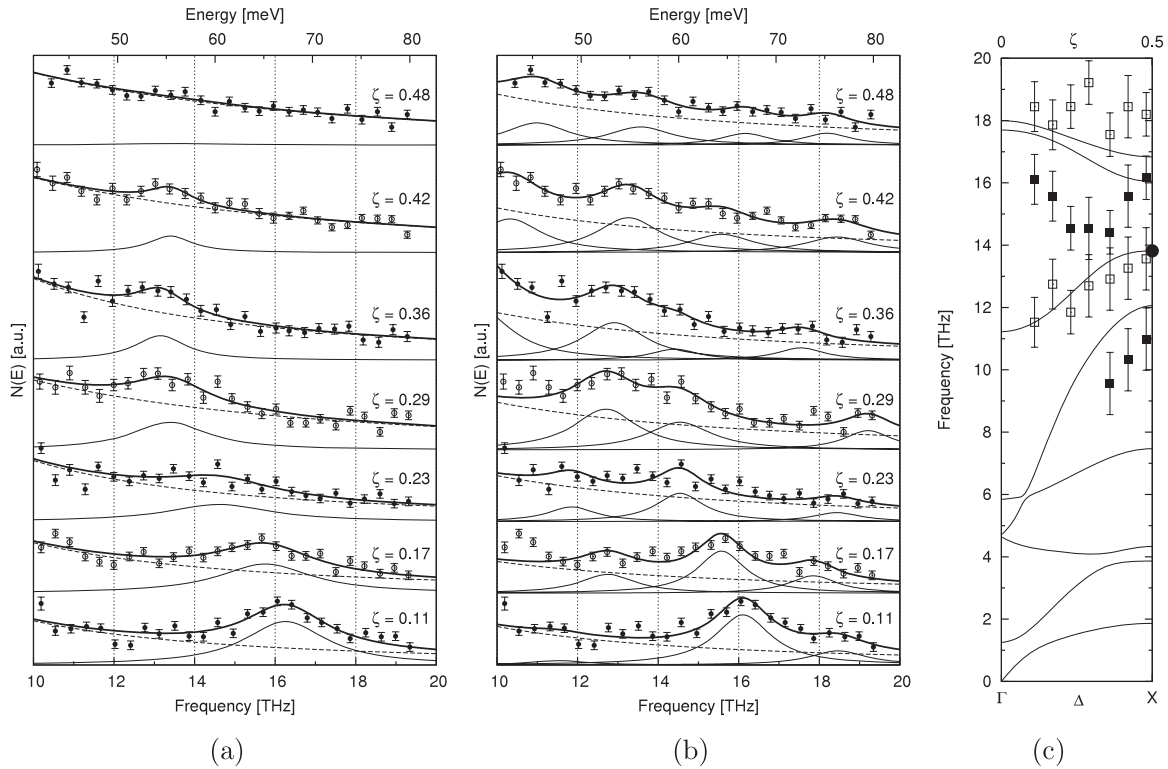 Energy [meV]
50 60 70 80
N(E) [a.u.]
ζ = 0.48
ζ = 0.42
ζ = 0.36
ζ = 0.29
ζ = 0.23
ζ = 0.17
ζ = 0.11
10 12 14 16 18 20
Frequency [THz]
(a)
Energy [meV]
50 60 70 80
N(E) [a.u.]
ζ = 0.48
ζ = 0.42
ζ = 0.36
ζ = 0.29
ζ = 0.23
ζ = 0.17
ζ = 0.11
10 12 14 16 18 20
Frequency [THz]
(b)
0 ζ 0.5
Frequency [THz]
20
18
16
14
12
10
8
6
4
2
0
Γ Δ X
(c)